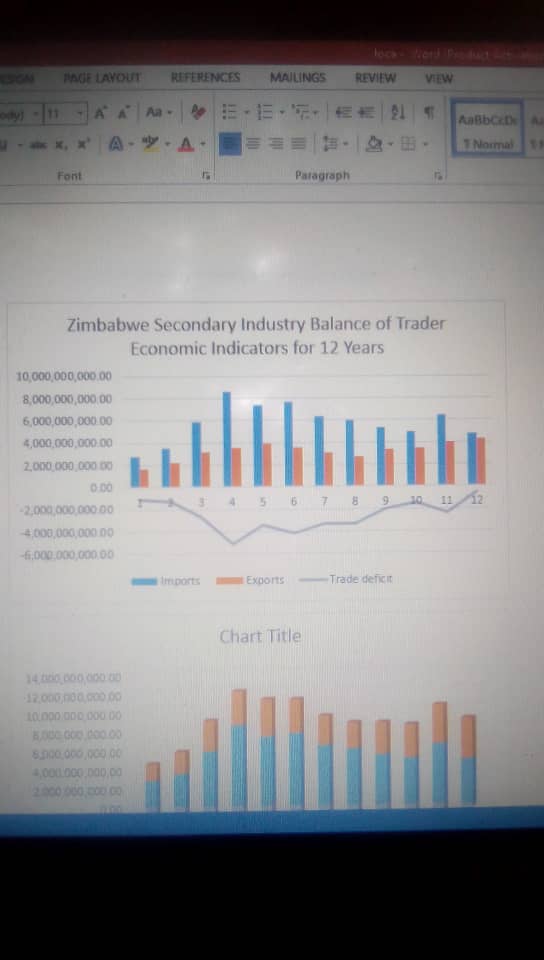 Word (Product Activ
ESIGN PAGE LAYOUT REFERENCES MAILINGS REVIEW VIEW
ody) 11 A A Aa
AaBbCcDc Aa
abc x, x² A aby A
¶ Normal
Font Paragraph
Zimbabwe Secondary Industry Balance of Trader
Economic Indicators for 12 Years
10,000,000,000.00
8,000,000,000.00
6,000,000,000.00
4,000,000,000.00
2,000,000,000.00
0.00
1 2 3 4 5 6 7 8 9 10 11 12
-2,000,000,000.00
-4,000,000,000.00
-6,000,000,000.00
Imports Exports Trade deficit
Chart Title
14,000,000,000.00
12,000,000,000.00
10,000,000,000.00
8,000,000,000.00
6,000,000,000.00
4,000,000,000.00
2,000,000,000.00
0.00